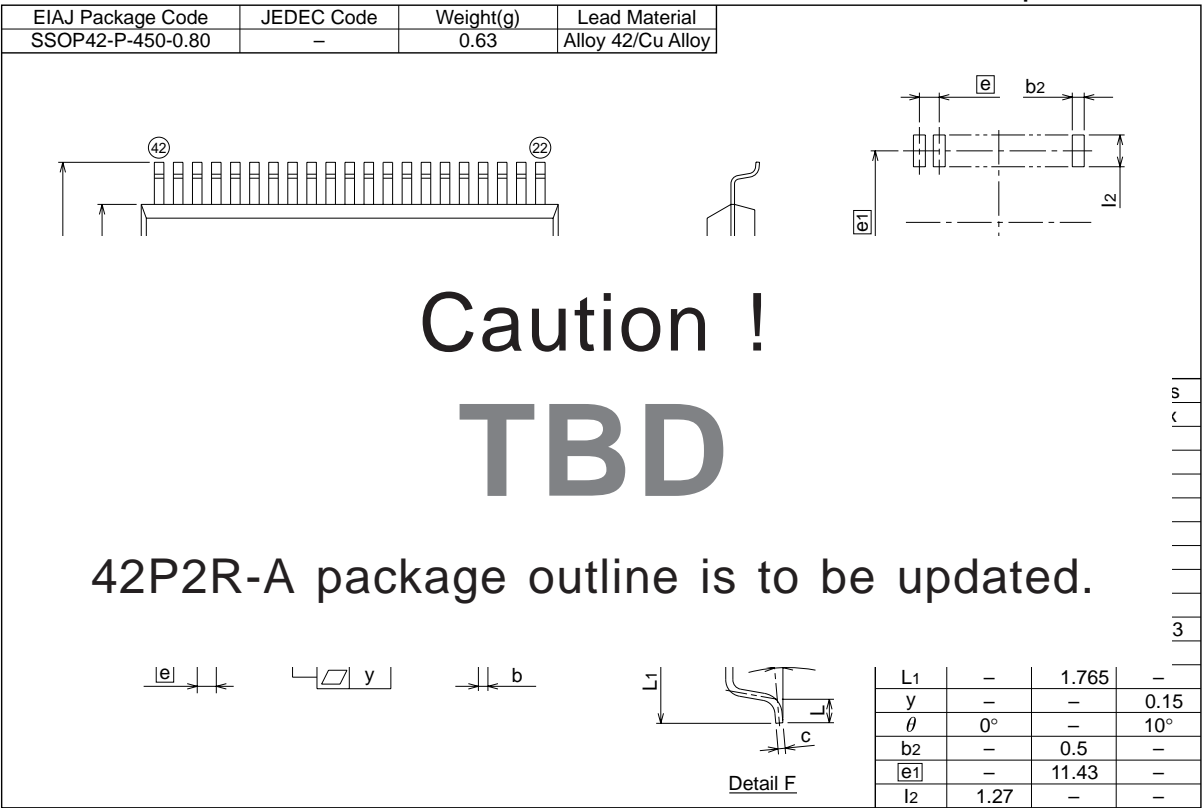 EIAJ Package Code JEDEC Code Weight(g) Lead Material
SSOP42-P-450-0.80 – 0.63 Alloy 42/Cu Alloy
e b2
42 22
l2
e1
Caution !
TBD
42P2R-A package outline is to be updated.
s
3
e y b
L1 L
c
Detail F
L1 – 1.765 –
y – – 0.15
θ 0° – 10°
b2 – 0.5 –
e1 – 11.43 –
l2 1.27 – –